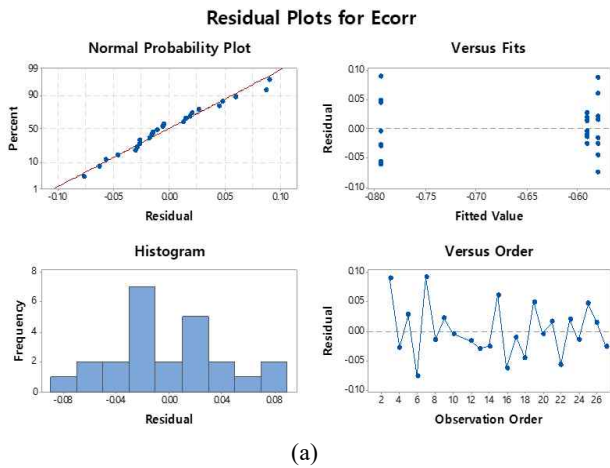 Residual Plots for Ecorr
Normal Probability Plot
Percent
99
90
50
10
1
-0.10 -0.05 0.00 0.05 0.10
Residual
Versus Fits
Residual
0.10
0.05
0.00
-0.05
-0.10
-0.80 -0.75 -0.70 -0.65 -0.60
Fitted Value
Histogram
Frequency
8
6
4
2
0
-0.08 -0.04 0.00 0.04 0.08
Residual
Versus Order
Residual
0.10
0.05
0.00
-0.05
-0.10
2 4 6 8 10 12 14 16 18 20 22 24 26
Observation Order
(a)